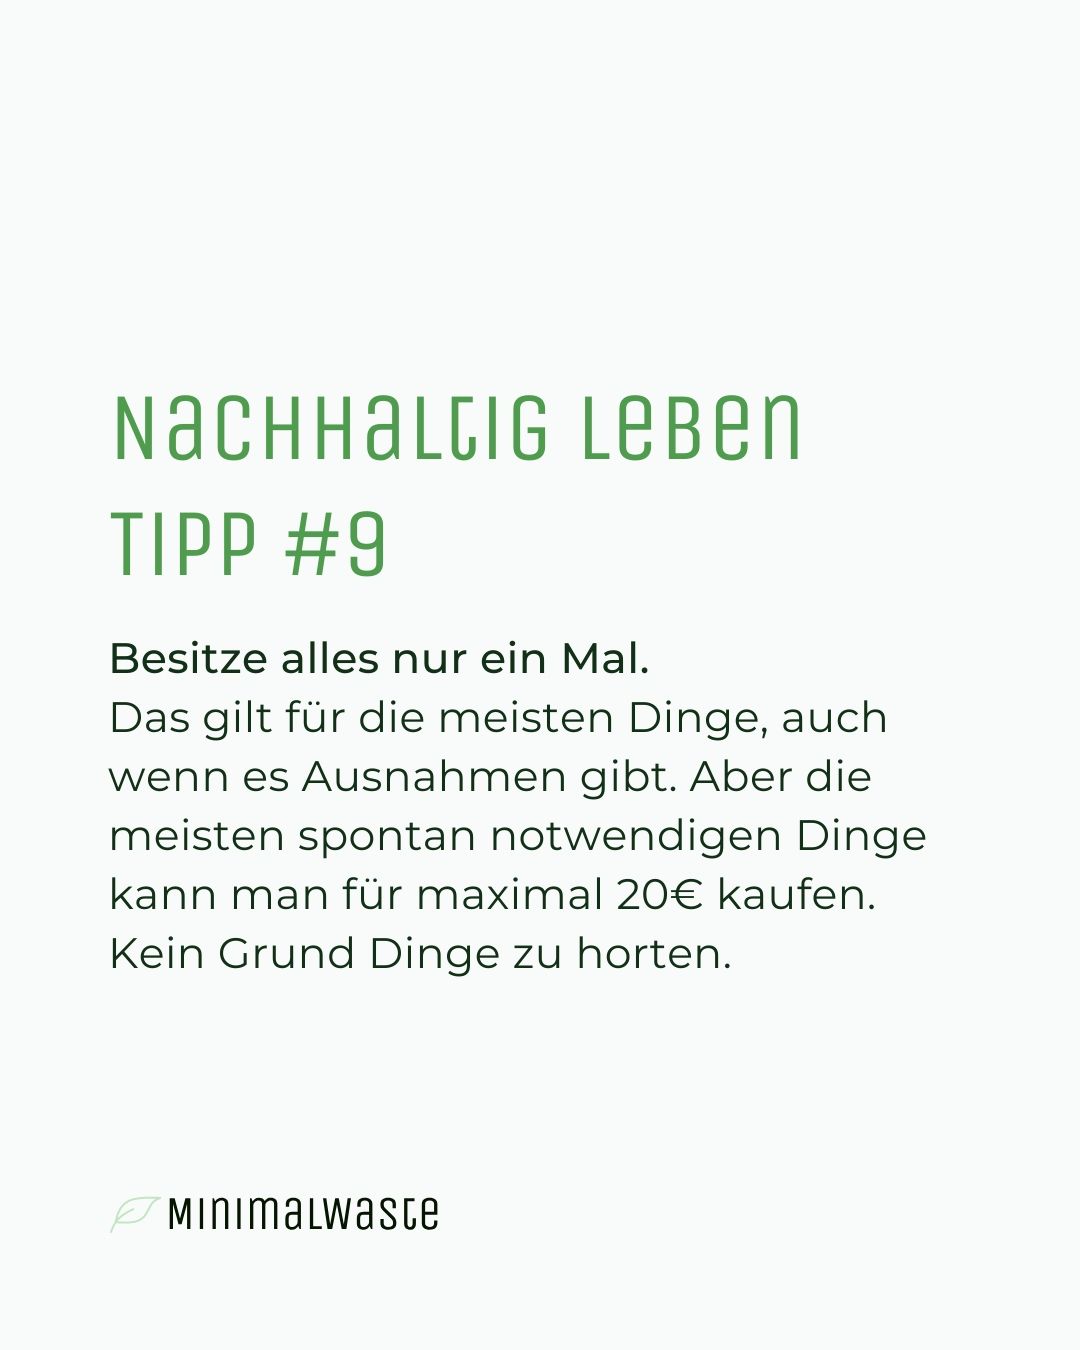 Nachhaltig leben
Tipp #9
Besitze alles nur ein Mal.
Das gilt für die meisten Dinge, auch
wenn es Ausnahmen gibt. Aber die
meisten spontan notwendigen Dinge
kann man für maximal 20€ kaufen.
Kein Grund Dinge zu horten.
Minimalwaste